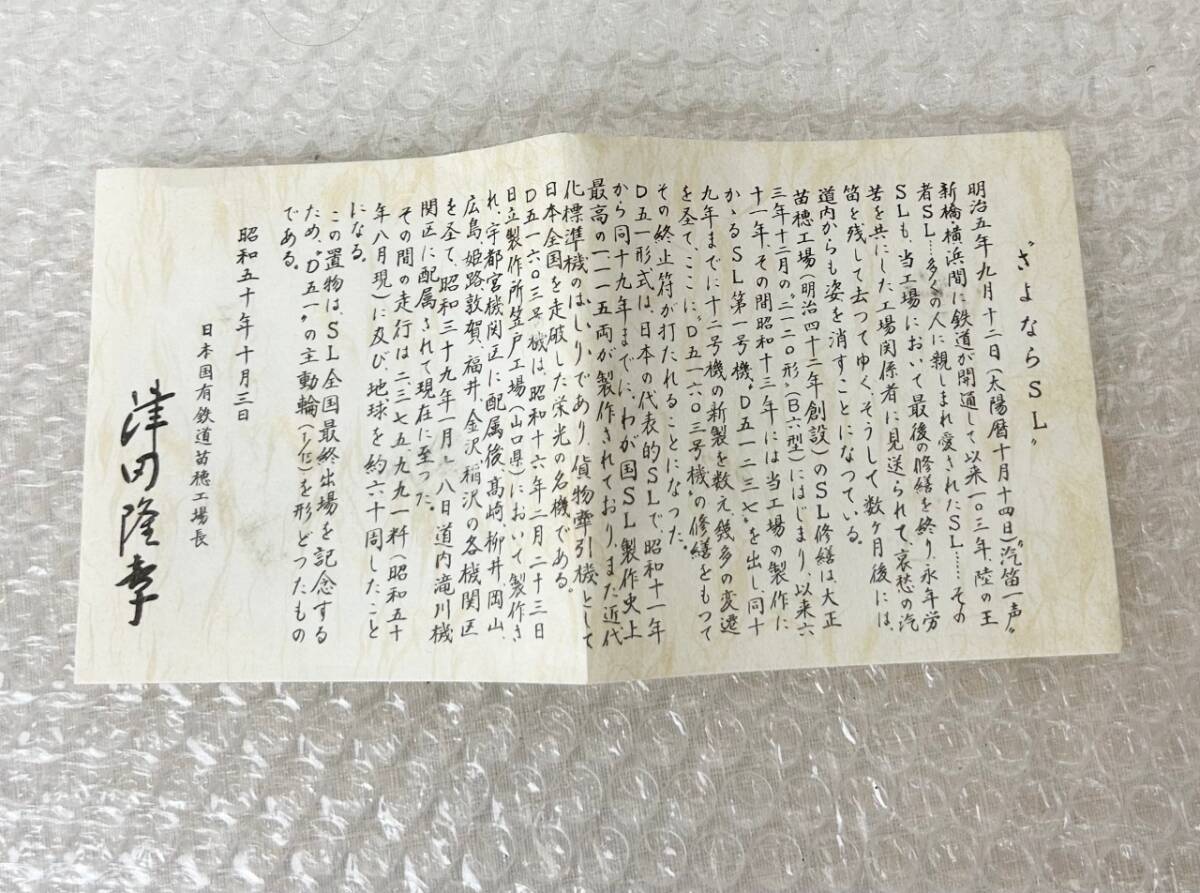 〝さよならSL〟
明治五年九月十二日(太陽暦十月十四日)〝汽笛一声〟
新橋横浜間に鉄道が開通して以来一〇三年、陸の王
者SL……多くの人に親しまれ愛されたSL……その
SLも、当工場において最後の修繕を終り、永年労
苦を共にした工場関係者に見送られて、哀愁の汽
笛を残して去つてゆく、そうして数ヶ月後には、
道内からも姿を消すことになつている。
苗穂工場(明治四十二年創設)のSL修繕は、大正
三年十二月の〝二一二〇形〟(B六型)にはじまり、以来六
十一年、その間昭和十三年には当工場の製作に
かゝるSL第一号機〝D五一二三七〟を出し、同十
九年までに十二号機の新製を数え、幾多の変遷
を圣て、ここに〝D五一六〇三号機〟の修繕をもつて
その終止符が打たれることになつた。
D五一形式は、日本の代表的SLで、昭和十一年
から同十九年までに、わが国SL製作史上
最高の一一一五両が製作されており、また近代
化標準機のはしりであり、貨物牽引機として
日本全国を走破した栄光の名機である。
D五一六〇三号機は、昭和十六年二月二十三日
日立製作所笠戸工場(山口県)において製作さ
れ、宇都宮機関区に配属後、高崎、柳井、岡山、
広島、姫路、敦賀、福井、金沢、稲沢の各機関区
を圣て、昭和三十九年一月 八日道内滝川機
関区に配属されて現在に至つた。
その間の走行は二三七五九九一粁(昭和五十
年八月現)に及び、地球を約六十周したこと
になる。
この置物は、SL全国最終出場を記念する
ため、〝D五一〟の主動輪(1/15)を形どつたもの
である。
昭和五十年十月三日
日本国有鉄道苗穂工場長
津田隆孝